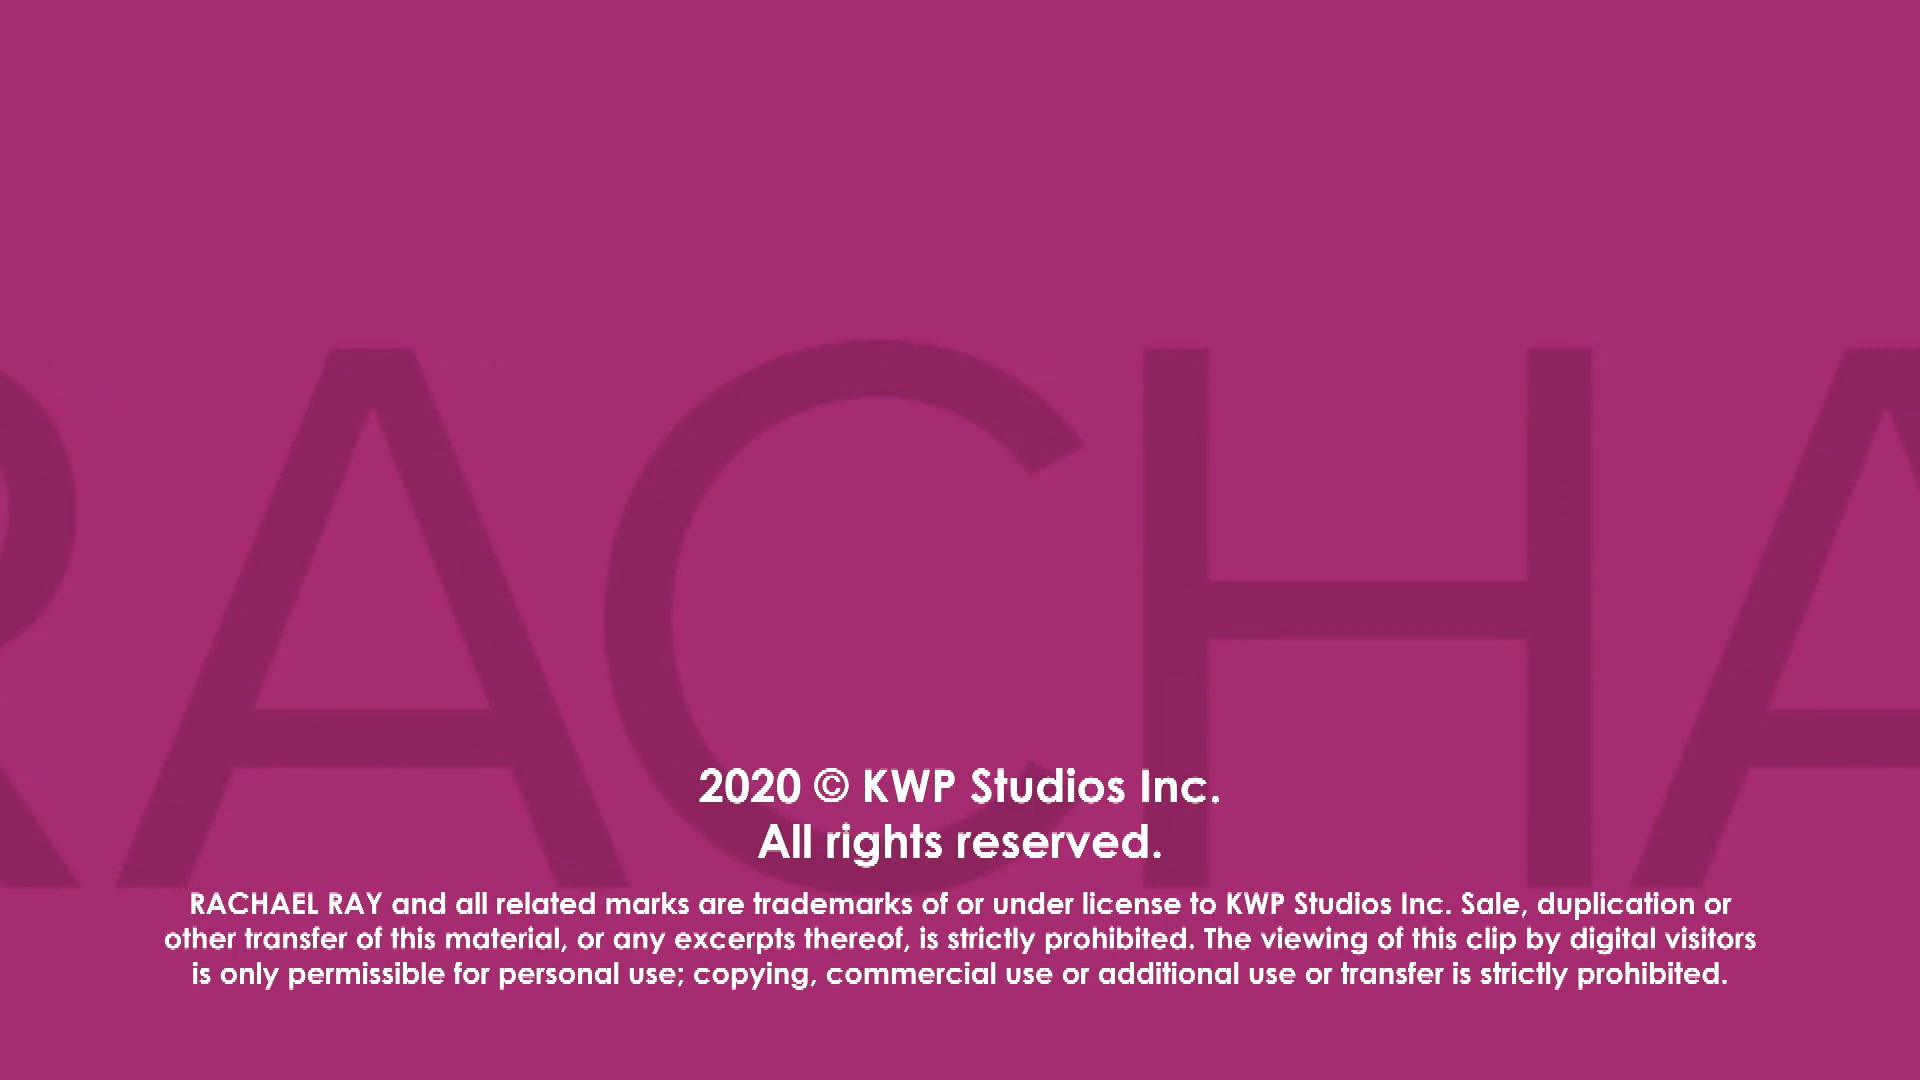 RACHA
2020 © KWP Studios Inc.
All rights reserved.
RACHAEL RAY and all related marks are trademarks of or under license to KWP Studios Inc. Sale, duplication or
other transfer of this material, or any excerpts thereof, is strictly prohibited. The viewing of this clip by digital visitors
is only permissible for personal use; copying, commercial use or additional use or transfer is strictly prohibited.